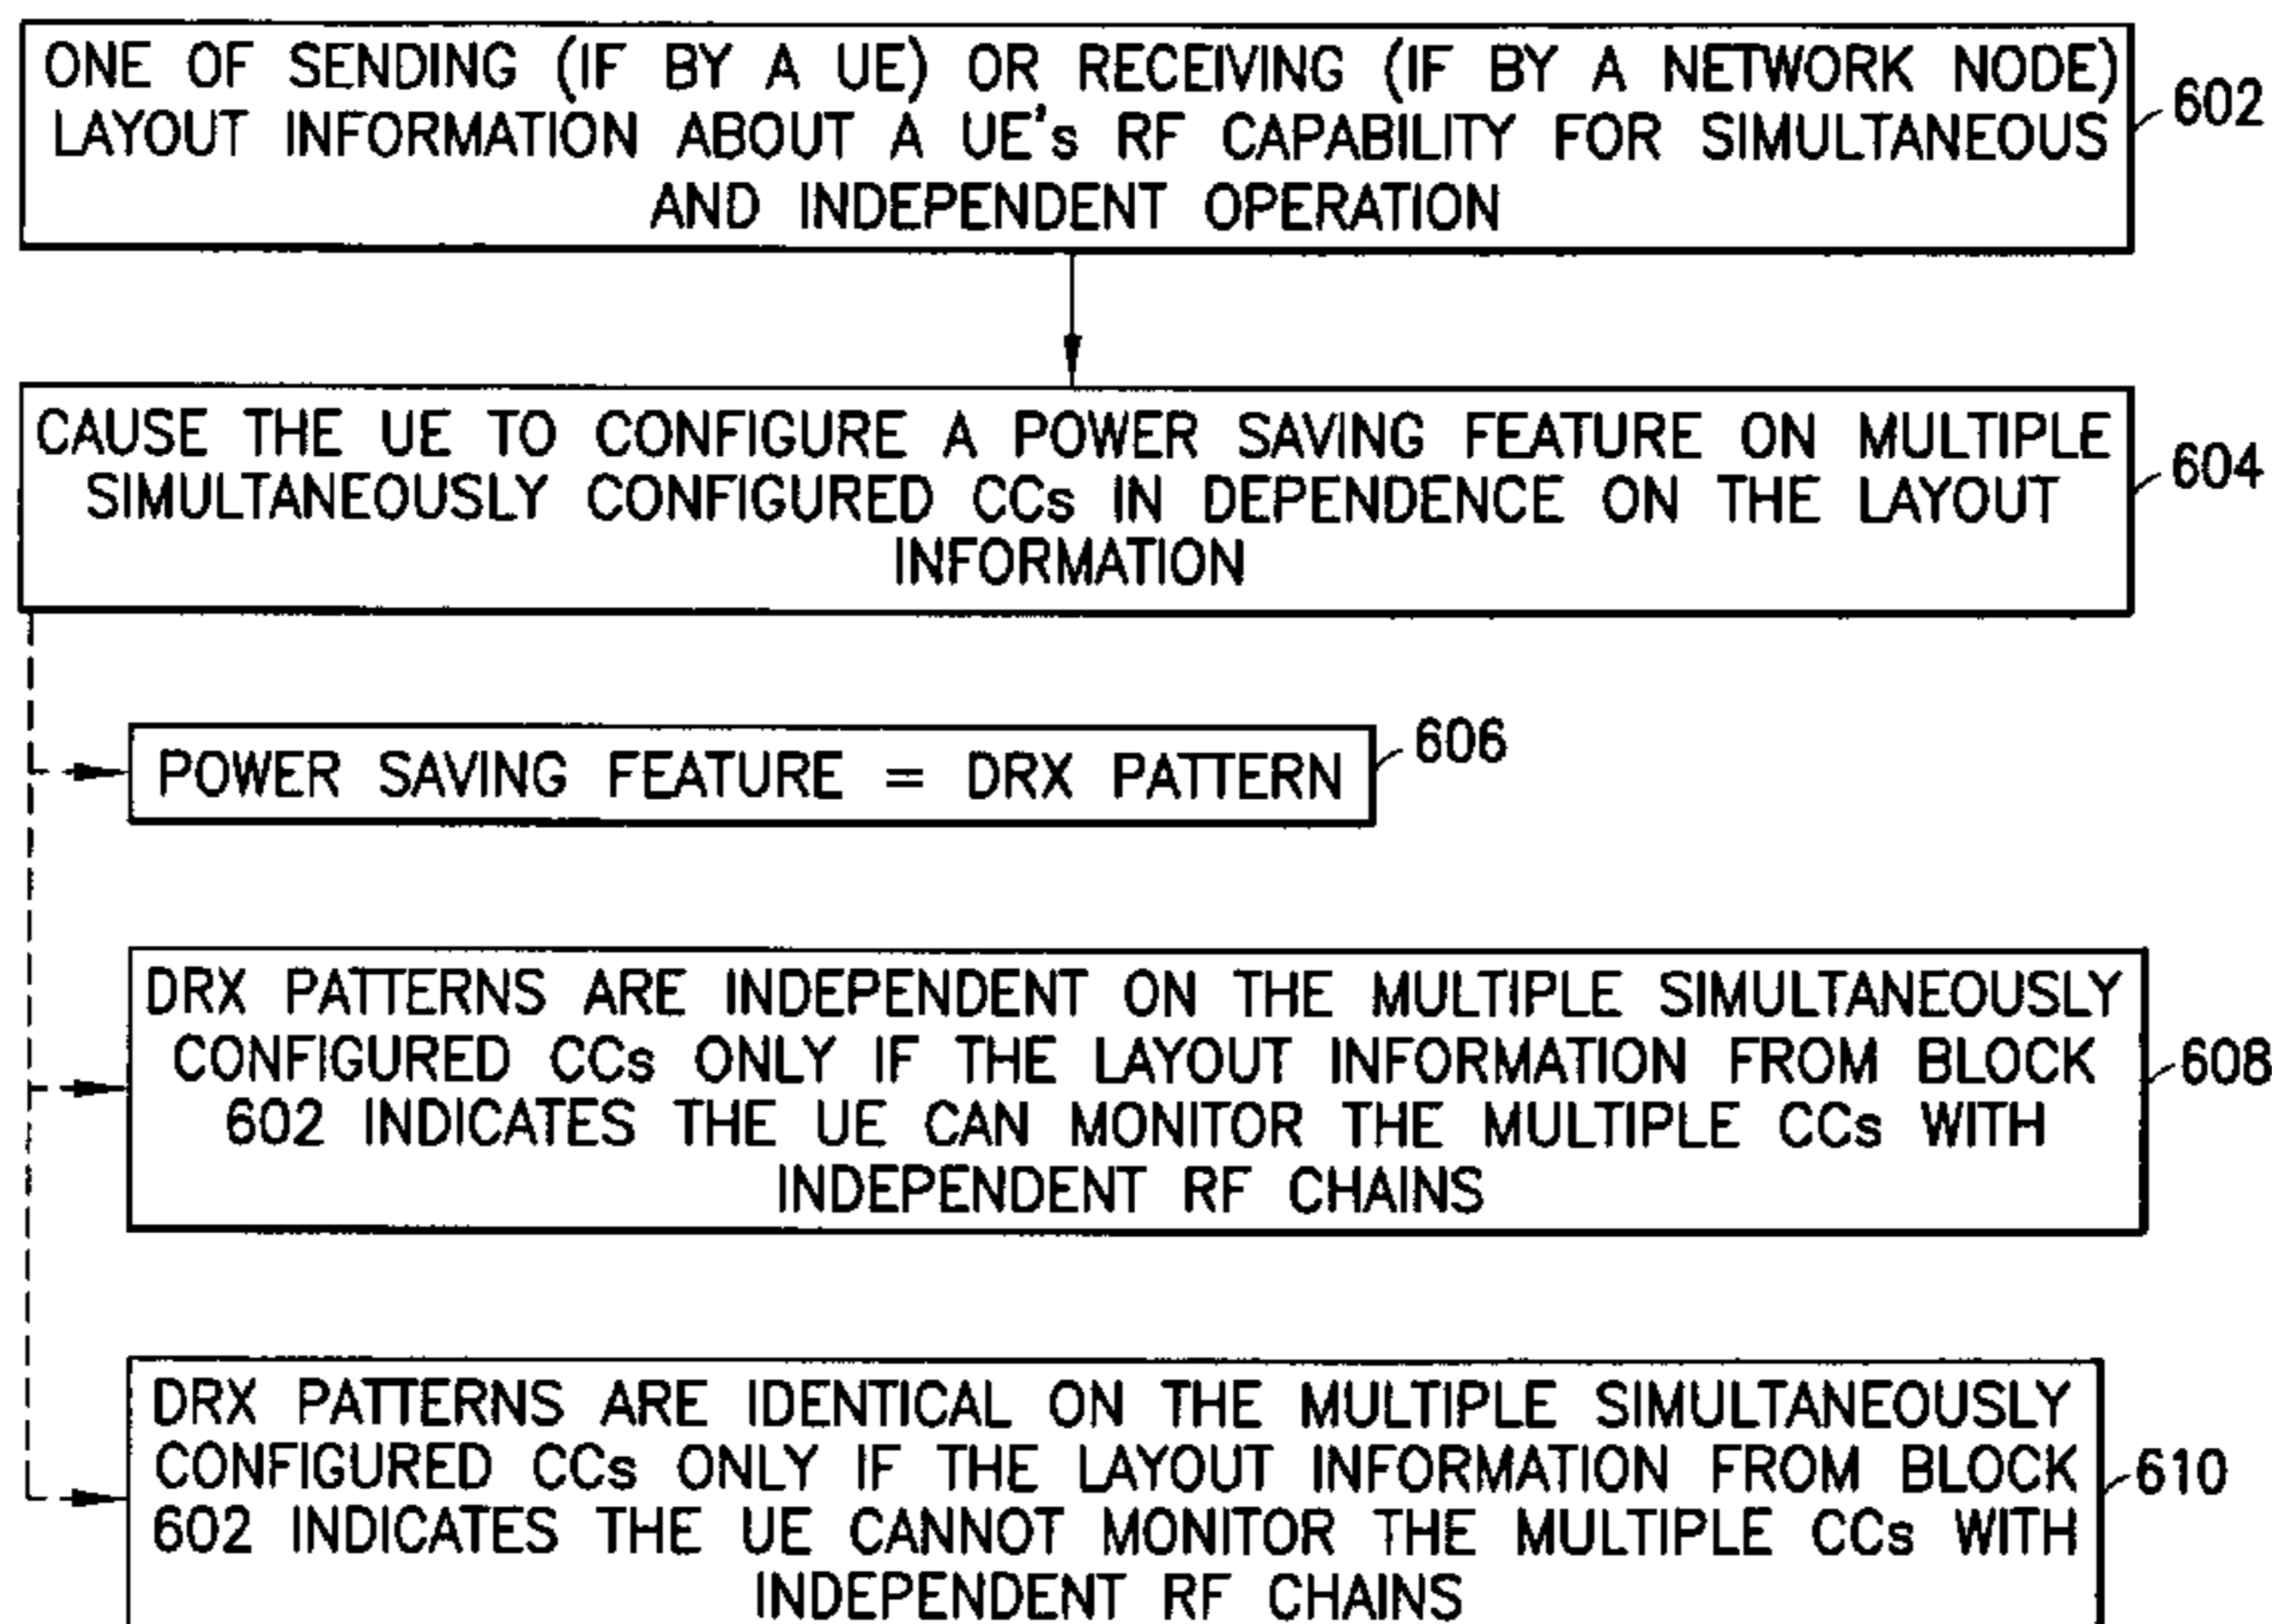 ONE OF SENDING (IF BY A UE) OR RECEIVING (IF BY A NETWORK NODE)
LAYOUT INFORMATION ABOUT A UE's RF CAPABILITY FOR SIMULTANEOUS
AND INDEPENDENT OPERATION
602
CAUSE THE UE TO CONFIGURE A POWER SAVING FEATURE ON MULTIPLE
SIMULTANEOUSLY CONFIGURED CCs IN DEPENDENCE ON THE LAYOUT
INFORMATION
604
POWER SAVING FEATURE = DRX PATTERN
606
DRX PATTERNS ARE INDEPENDENT ON THE MULTIPLE SIMULTANEOUSLY
CONFIGURED CCs ONLY IF THE LAYOUT INFORMATION FROM BLOCK
602 INDICATES THE UE CAN MONITOR THE MULTIPLE CCs WITH
INDEPENDENT RF CHAINS
608
DRX PATTERNS ARE IDENTICAL ON THE MULTIPLE SIMULTANEOUSLY
CONFIGURED CCs ONLY IF THE LAYOUT INFORMATION FROM BLOCK
602 INDICATES THE UE CANNOT MONITOR THE MULTIPLE CCs WITH
INDEPENDENT RF CHAINS
610